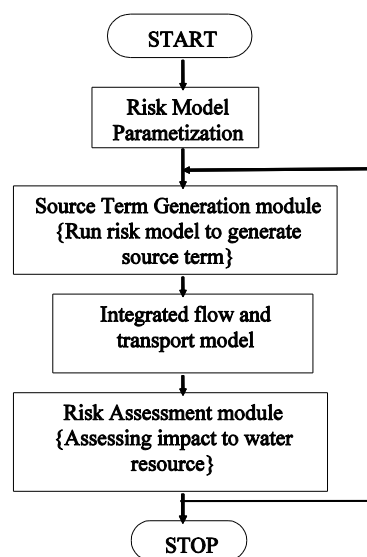 START
Risk Model
Parametization
Source Term Generation module
{Run risk model to generate
source term}
Integrated flow and
transport model
Risk Assessment module
{Assessing impact to water
resource}
STOP